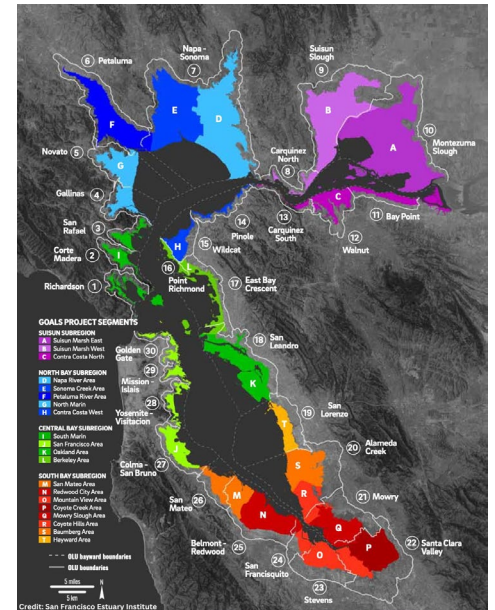 6
Petaluma
Napa -
Sonoma
7
Suisun
Slough
9
E
D
B
10
Montezuma
Slough
F
Novato
5
A
Carquinez
North
G
8
Gallinas
4
C
11
Bay Point
San
Rafael
3
14
Pinole
13
Carquinez
South
12
Walnut
Corte
Madera
2
I
H
15
Wildcat
L
16
Point
Richmond
17
East Bay
Crescent
Richardson
1
GOALS PROJECT SEGMENTS
SUISUN SUBREGION
A Suisun Marsh East
B Suisun Marsh West
C Contra Costa North
NORTH BAY SUBREGION
D Napa River Area
E Sonoma Creek Area
F Petaluma River Area
G North Marin
H Contra Costa West
CENTRAL BAY SUBREGION
I South Marin
J San Francisco Area
K Oakland Area
L Berkeley Area
SOUTH BAY SUBREGION
M San Mateo Area
N Redwood City Area
O Mountain View Area
P Coyote Creek Area
Q Mowry Slough Area
R Coyote Hills Area
S Baumberg Area
T Hayward Area
OLU bayward boundaries
OLU boundaries
5 miles
5 km
N
Credit: San Francisco Estuary Institute
18
San
Leandro
Golden
Gate
30
29
Mission -
Islais
K
28
Yosemite -
Visitacion
19
San
Lorenzo
T
20
Alameda
Creek
J
27
Colma -
San Bruno
S
21
Mowry
San
Mateo
26
M
R
N
Q
22
Santa Clara
Valley
P
Belmont-
Redwood
25
O
San
Francisquito
24
23
Stevens